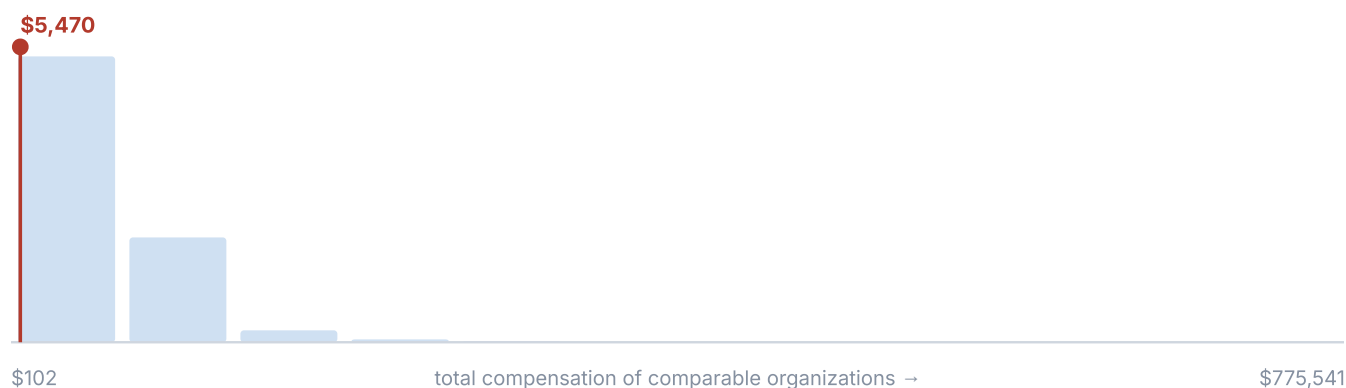 $5,470
$102 total compensation of comparable organizations → $775,541